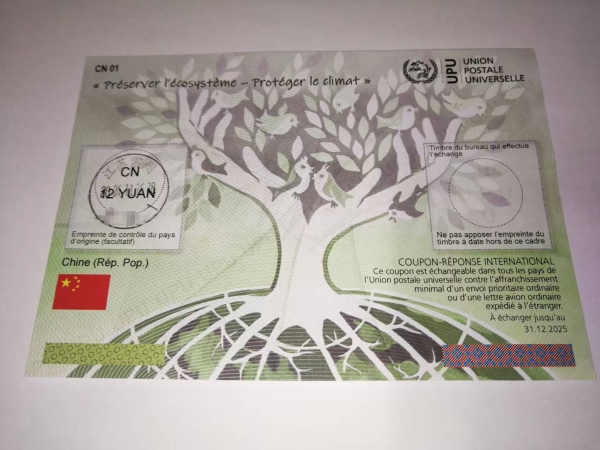 CN 01
« Préserver l'écosystème – Protéger le climat »
UPU
UNION
POSTALE
UNIVERSELLE
Timbre du bureau qui effectue
l'échange
CN
12 YUAN
Empreinte de contrôle du pays
d'origine (facultatif)
Ne pas apposer l'empreinte du
timbre à date hors de ce cadre
Chine (Rép. Pop.)
COUPON-RÉPONSE INTERNATIONAL
Ce coupon est échangeable dans tous les pays de
l'Union postale universelle contre l'affranchissement
minimal d'un envoi prioritaire ordinaire
ou d'une lettre avion ordinaire
expédié à l'étranger.
À échanger jusqu'au
31.12.2025